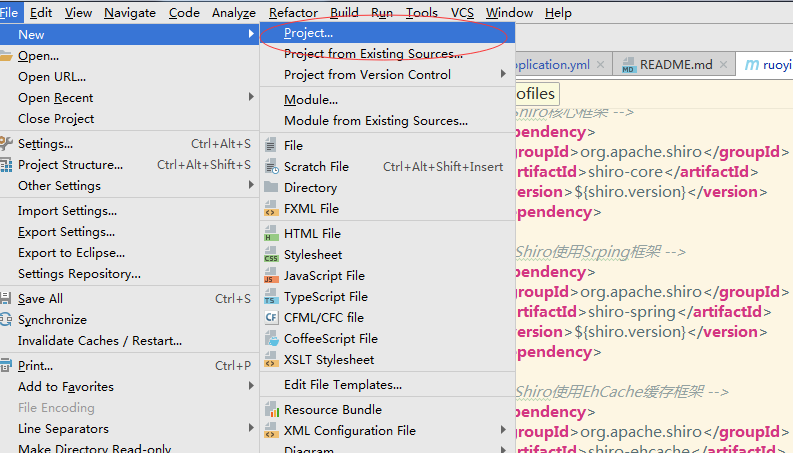 File Edit View Navigate Code Analyze Refactor Build Run Tools VCS Window Help
New
Open...
Open URL...
Open Recent
Close Project
Settings... Ctrl+Alt+S
Project Structure... Ctrl+Alt+Shift+S
Other Settings
Import Settings...
Export Settings...
Export to Eclipse...
Settings Repository...
Save All Ctrl+S
Synchronize
Invalidate Caches / Restart...
Print... Ctrl+P
Add to Favorites
File Encoding
Line Separators
Make Directory Read-only
Project...
Project from Existing Sources...
Project from Version Control
Module...
Module from Existing Sources...
File
Scratch File Ctrl+Alt+Shift+Insert
Directory
FXML File
HTML File
Stylesheet
JavaScript File
TypeScript File
CFML/CFC file
CoffeeScript File
XSLT Stylesheet
Edit File Templates...
Resource Bundle
XML Configuration File
Diagram
pplication.yml README.md ruoyi
ofiles
Shiro核心框架 -->
pendency>
groupId>org.apache.shiro</groupId>
artifactId>shiro-core</artifactId>
version>${shiro.version}</version>
ependency>
Shiro使用Srping框架 -->
pendency>
groupId>org.apache.shiro</groupId>
artifactId>shiro-spring</artifactId>
version>${shiro.version}</version>
ependency>
Shiro使用EhCache缓存框架 -->
pendency>
groupId>org.apache.shiro</groupId>
artifactId>shiro-ehcache</artifactId>